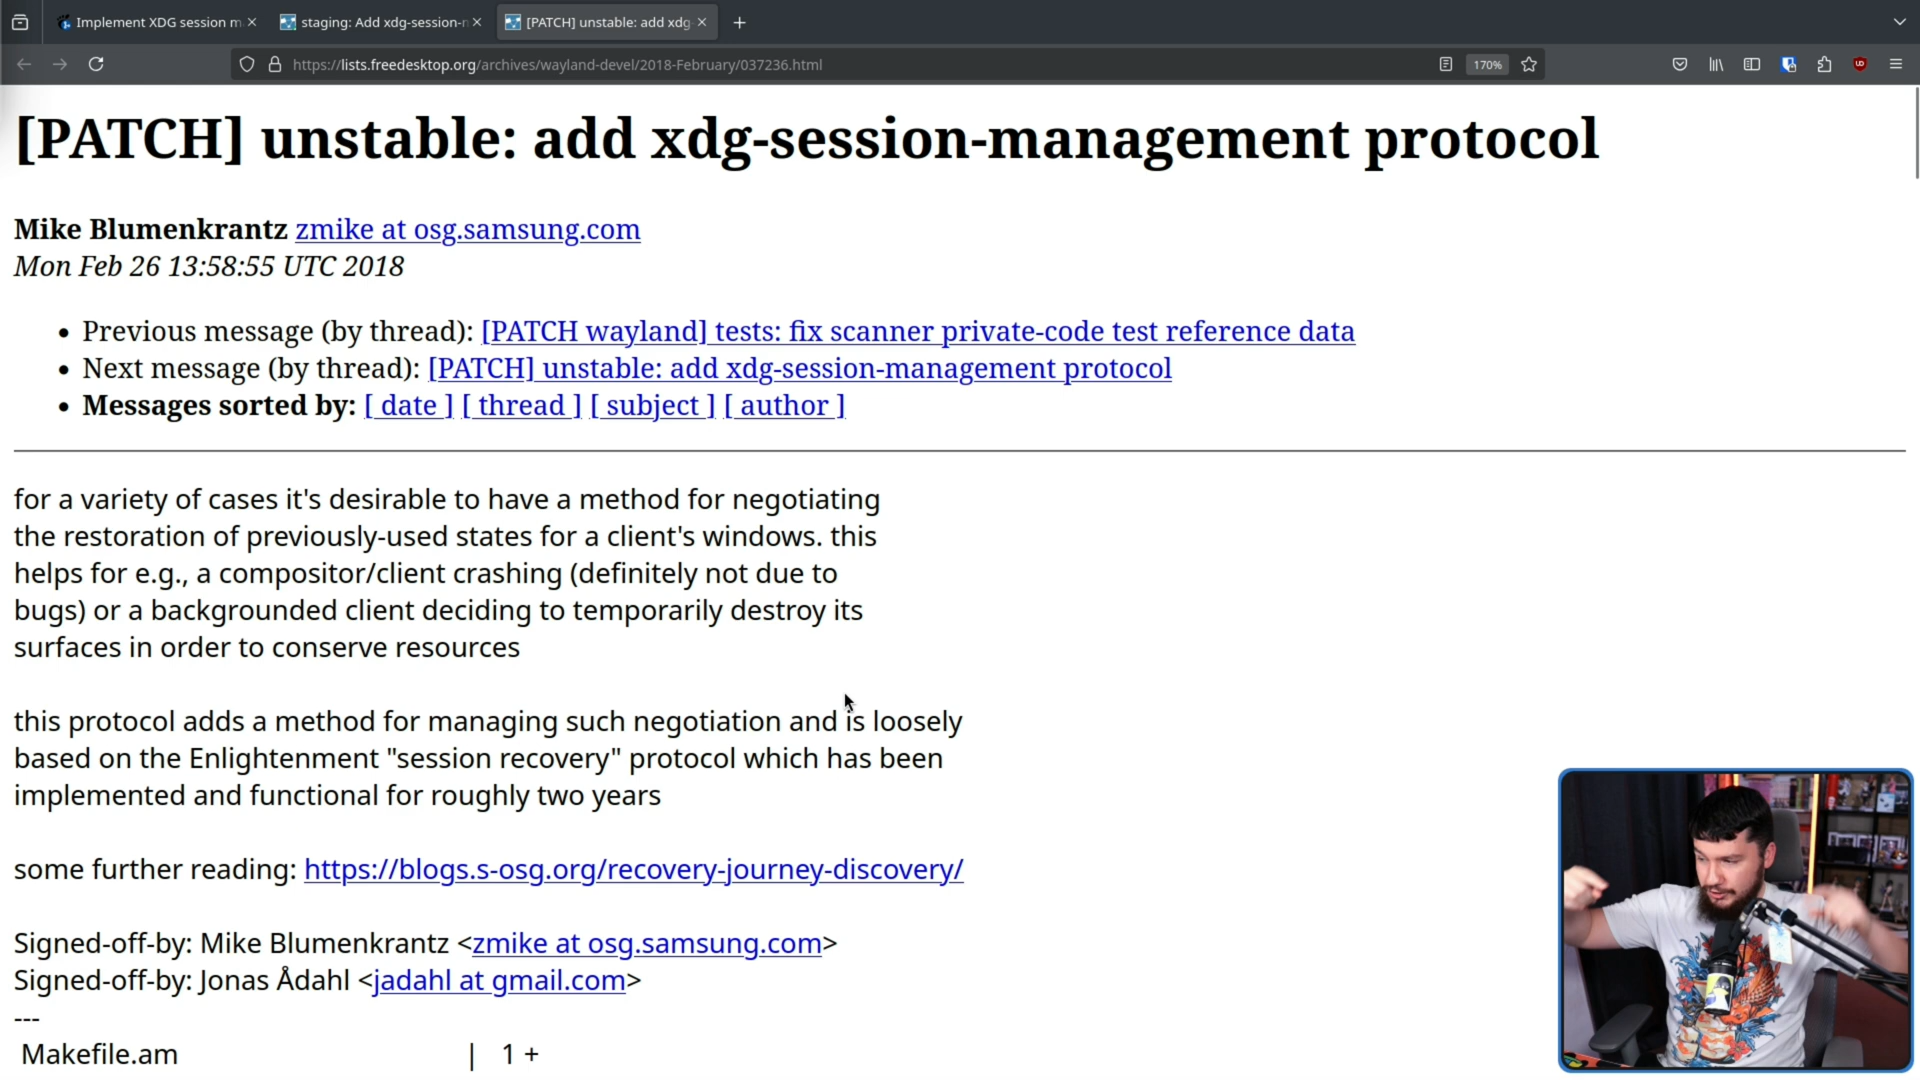 Implement XDG session m
staging: Add xdg-session-
[PATCH] unstable: add xdg
https://lists.freedesktop.org/archives/wayland-devel/2018-February/037236.html
170%
[PATCH] unstable: add xdg-session-management protocol
Mike Blumenkrantz zmike at osg.samsung.com
Mon Feb 26 13:58:55 UTC 2018
• Previous message (by thread): [PATCH wayland] tests: fix scanner private-code test reference data
• Next message (by thread): [PATCH] unstable: add xdg-session-management protocol
• Messages sorted by: [ date ] [ thread ] [ subject ] [ author ]
for a variety of cases it's desirable to have a method for negotiating
the restoration of previously-used states for a client's windows. this
helps for e.g., a compositor/client crashing (definitely not due to
bugs) or a backgrounded client deciding to temporarily destroy its
surfaces in order to conserve resources
this protocol adds a method for managing such negotiation and is loosely
based on the Enlightenment "session recovery" protocol which has been
implemented and functional for roughly two years
some further reading: https://blogs.s-osg.org/recovery-journey-discovery/
Signed-off-by: Mike Blumenkrantz <zmike at osg.samsung.com>
Signed-off-by: Jonas Ådahl <jadahl at gmail.com>
---
Makefile.am | 1 +